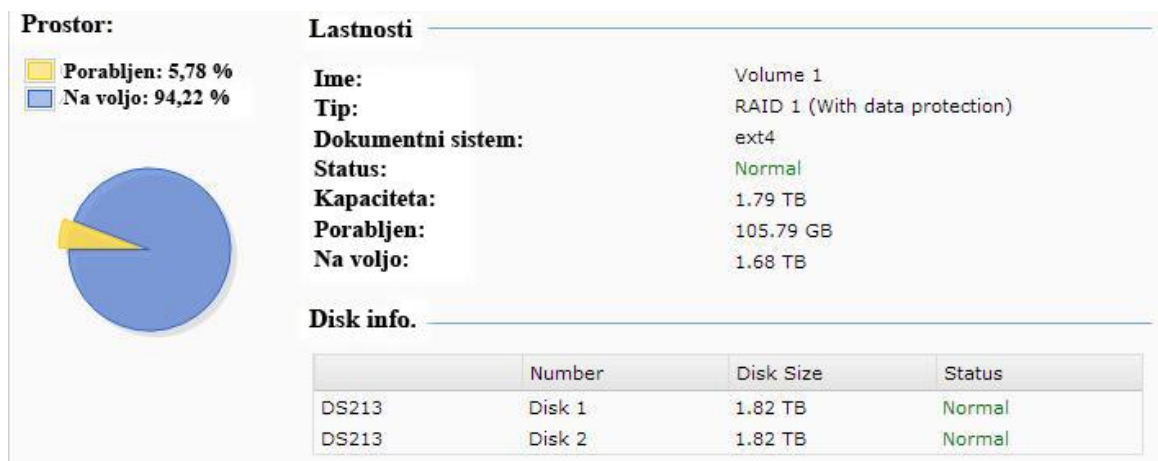 Prostor:
Porabljen: 5,78 %
Na voljo: 94,22 %
Lastnosti
Ime: Volume 1
Tip: RAID 1 (With data protection)
Dokumentni sistem: ext4
Status: Normal
Kapaciteta: 1.79 TB
Porabljen: 105.79 GB
Na voljo: 1.68 TB
Disk info.
Number Disk Size Status
DS213 Disk 1 1.82 TB Normal
DS213 Disk 2 1.82 TB Normal